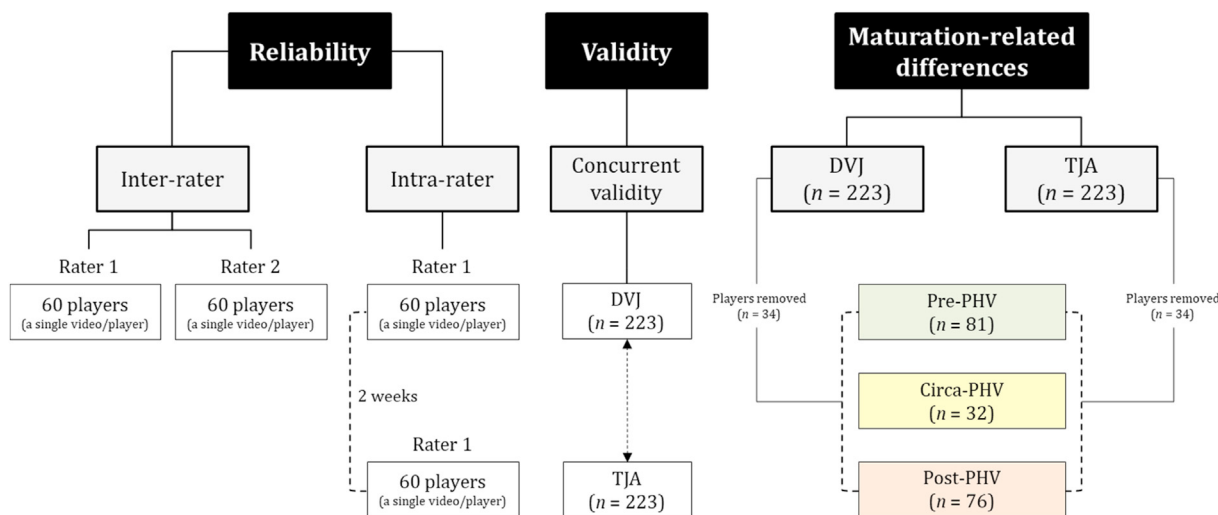 Reliability
Inter-rater
Intra-rater
Rater 1
Rater 2
Rater 1
60 players
(a single video/player)
60 players
(a single video/player)
60 players
(a single video/player)
2 weeks
Rater 1
60 players
(a single video/player)
Validity
Concurrent
validity
DVJ
(n = 223)
TJA
(n = 223)
Maturation-related
differences
DVJ
(n = 223)
TJA
(n = 223)
Players removed
(n = 34)
Pre-PHV
(n = 81)
Players removed
(n = 34)
Circa-PHV
(n = 32)
Post-PHV
(n = 76)